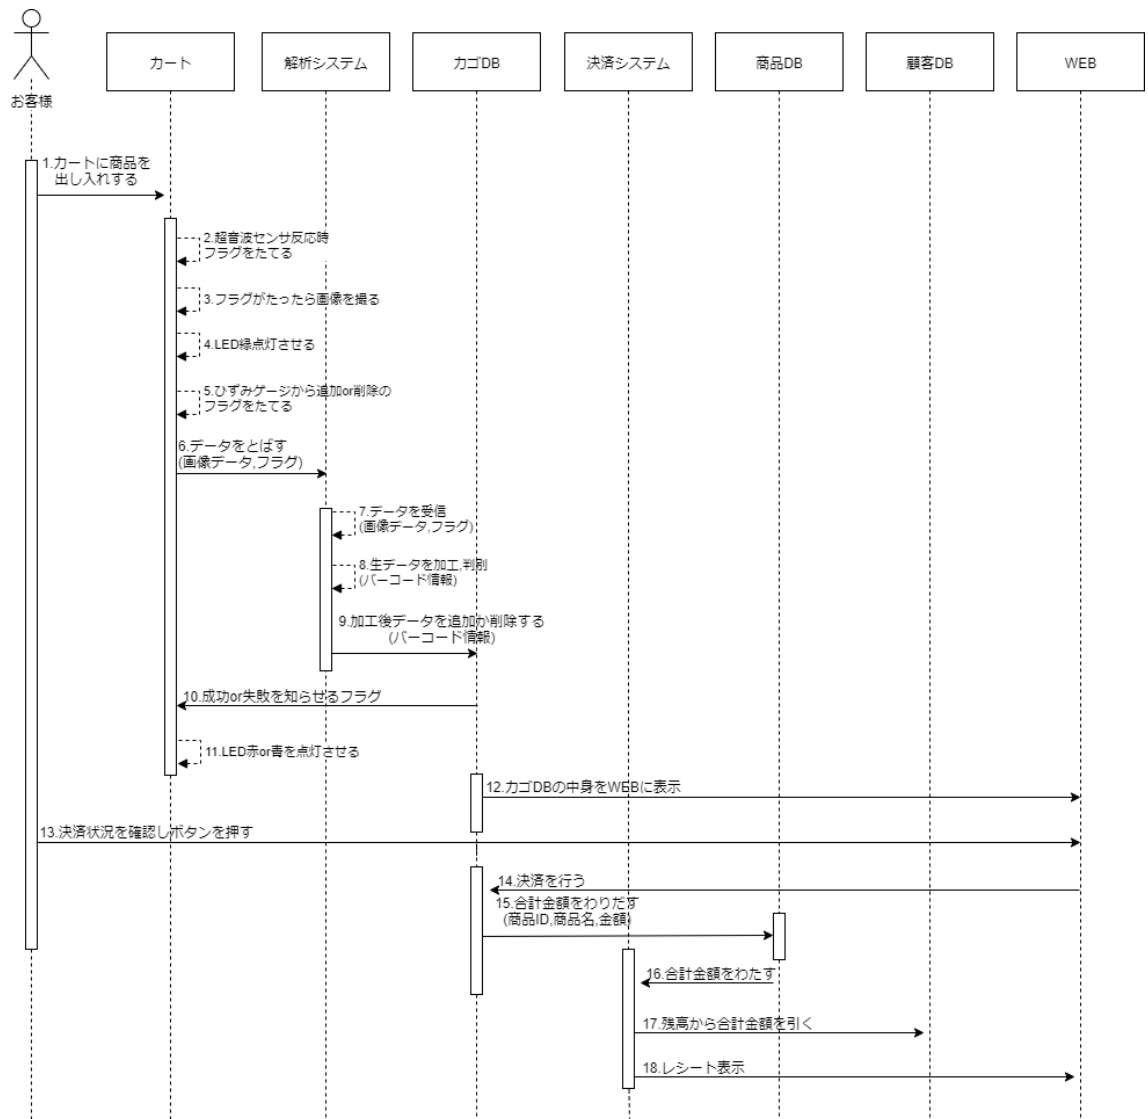 お客様
カート
解析システム
カゴDB
決済システム
商品DB
顧客DB
WEB
1.カートに商品を
出し入れする
2.超音波センサ反応時
フラグをたてる
3.フラグがたったら画像を撮る
4.LED緑点灯させる
5.ひずみゲージから追加or削除の
フラグをたてる
6.データをとばす
(画像データ,フラグ)
7.データを受信
(画像データ,フラグ)
8.生データを加工,判別
(バーコード情報)
9.加工後データを追加か削除する
(バーコード情報)
10.成功or失敗を知らせるフラグ
11.LED赤or青を点灯させる
12.カゴDBの中身をWEBに表示
13.決済状況を確認しボタンを押す
14.決済を行う
15.合計金額をわりだす
(商品ID,商品名,金額)
16.合計金額をわたす
17.残高から合計金額を引く
18.レシート表示